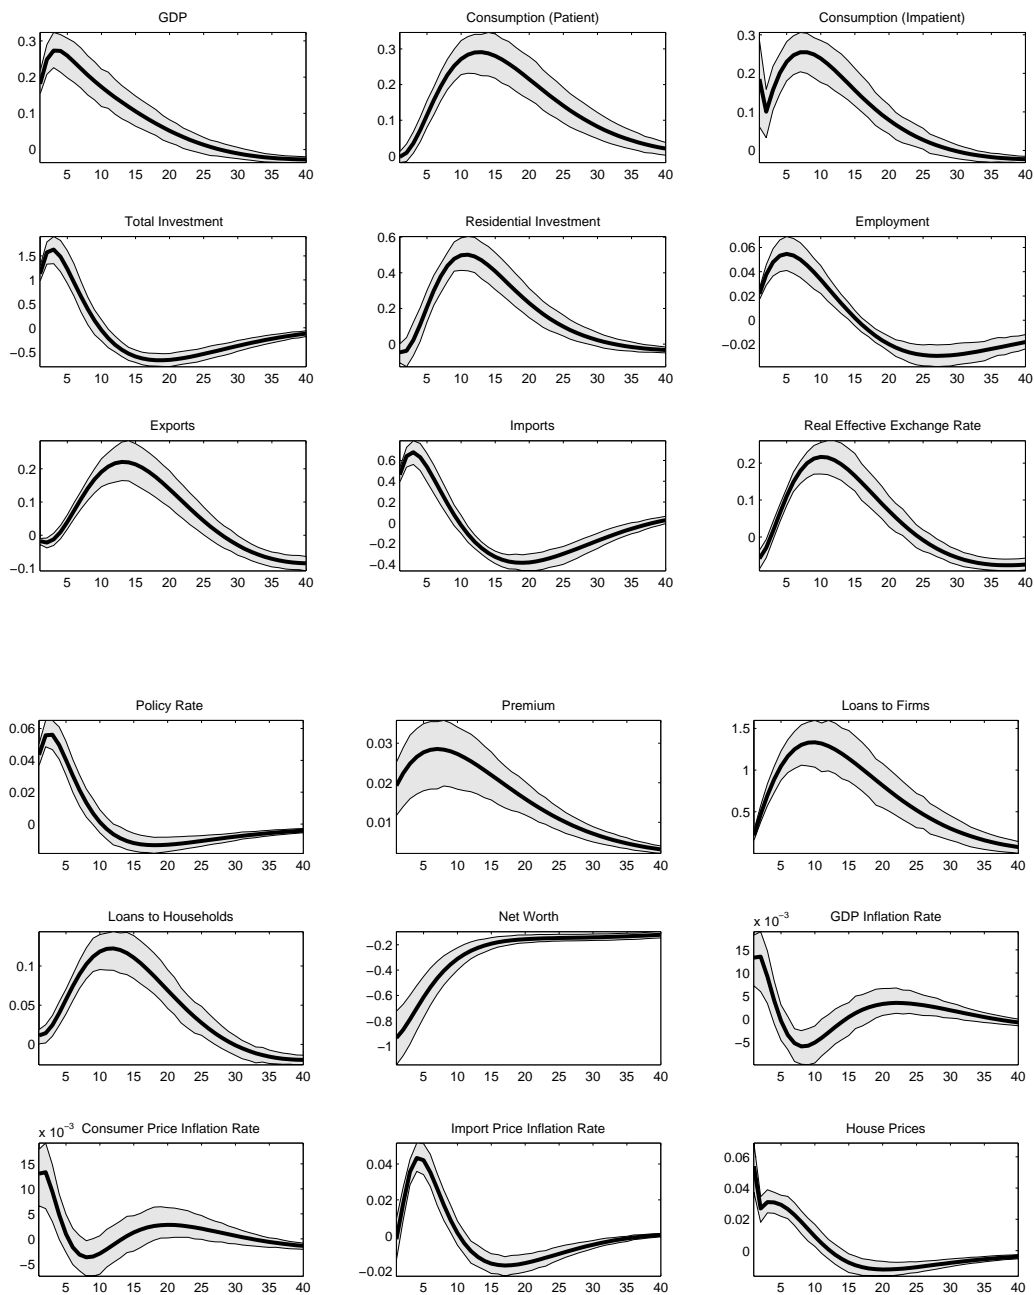 GDP Consumption (Patient) Consumption (Impatient)
0.3 0.2 0.1 0
5 10 15 20 25 30 35 40
0.3 0.2 0.1 0
5 10 15 20 25 30 35 40
0.3 0.2 0.1 0
5 10 15 20 25 30 35 40
Total Investment Residential Investment Employment
1.5 1 0.5 0 −0.5
5 10 15 20 25 30 35 40
0.6 0.4 0.2 0
5 10 15 20 25 30 35 40
0.06 0.04 0.02 0 −0.02
5 10 15 20 25 30 35 40
Exports Imports Real Effective Exchange Rate
0.2 0.1 0 −0.1
5 10 15 20 25 30 35 40
0.6 0.4 0.2 0 −0.2 −0.4
5 10 15 20 25 30 35 40
0.2 0.1 0
5 10 15 20 25 30 35 40
Policy Rate Premium Loans to Firms
0.06 0.04 0.02 0
5 10 15 20 25 30 35 40
0.03 0.02 0.01
5 10 15 20 25 30 35 40
1.5 1 0.5
5 10 15 20 25 30 35 40
Loans to Households Net Worth GDP Inflation Rate
0.1 0.05 0
5 10 15 20 25 30 35 40
−0.2 −0.4 −0.6 −0.8 −1
5 10 15 20 25 30 35 40
x 10⁻³
15 10 5 0 −5
5 10 15 20 25 30 35 40
x 10⁻³ Consumer Price Inflation Rate Import Price Inflation Rate House Prices
15 10 5 0 −5
5 10 15 20 25 30 35 40
0.04 0.02 0 −0.02
5 10 15 20 25 30 35 40
0.06 0.04 0.02 0
5 10 15 20 25 30 35 40